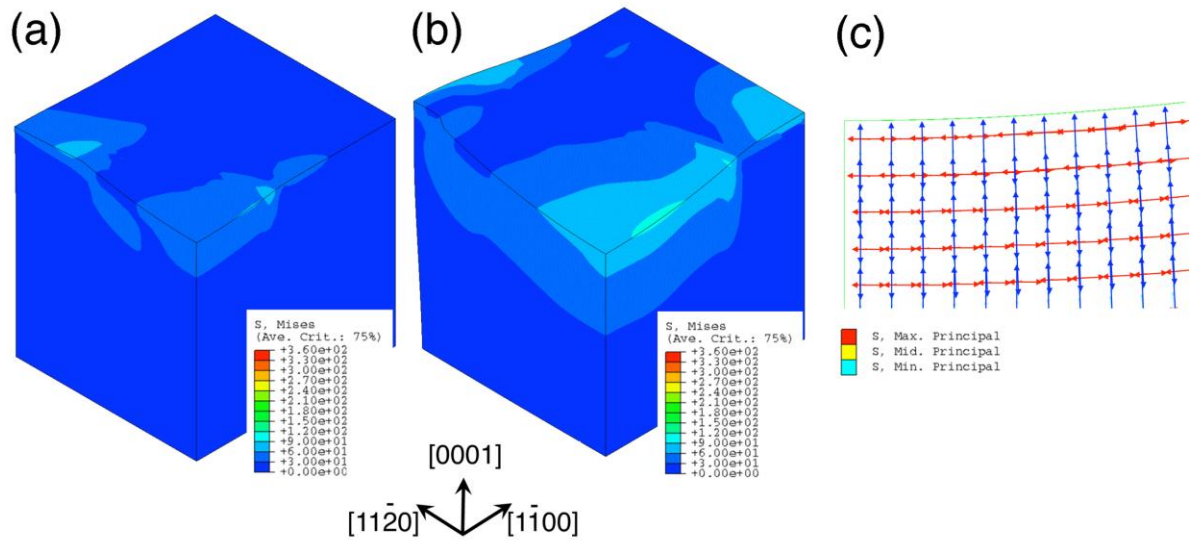 (a)
(b)
(c)
S, Mises
(Ave. Crit.: 75%)
+3.60e+02
+3.30e+02
+3.00e+02
+2.70e+02
+2.40e+02
+2.10e+02
+1.80e+02
+1.50e+02
+1.20e+02
+9.00e+01
+6.00e+01
+3.00e+01
+0.00e+00
S, Mises
(Ave. Crit.: 75%)
+3.60e+02
+3.30e+02
+3.00e+02
+2.70e+02
+2.40e+02
+2.10e+02
+1.80e+02
+1.50e+02
+1.20e+02
+9.00e+01
+6.00e+01
+3.00e+01
+0.00e+00
S, Max. Principal
S, Mid. Principal
S, Min. Principal
[0001]
[112̄0]
[11̄00]